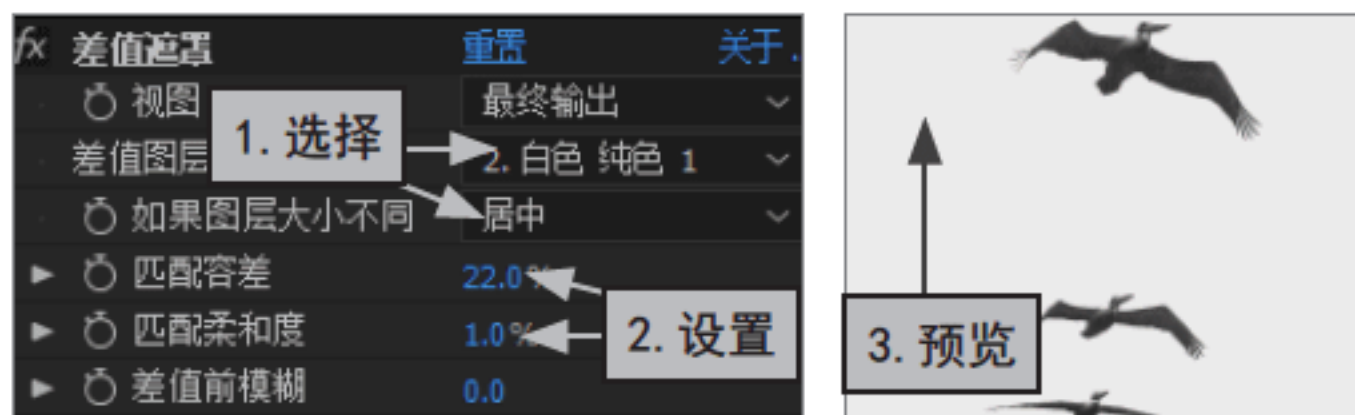 fx 差值遮罩 重置 关于.
视图 最终输出
差值图层 2. 白色 纯色 1
1. 选择
如果图层大小不同 居中
匹配容差 22.0%
匹配柔和度 1.0%
2. 设置
差值前模糊 0.0
3. 预览